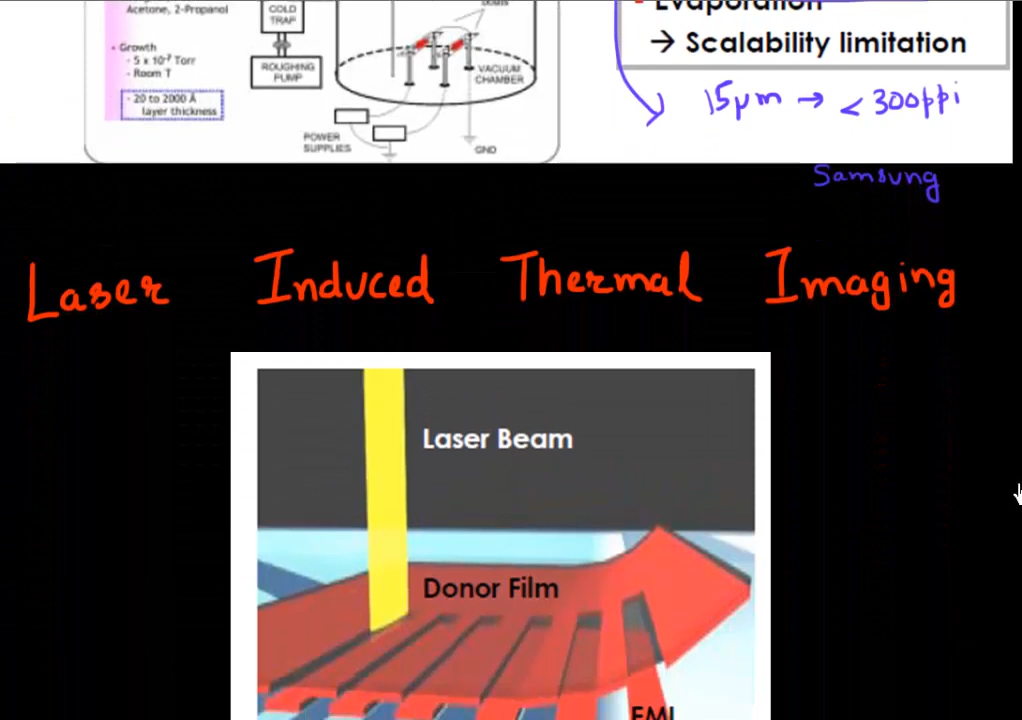 Acetone, 2-Propanol
• Growth
- 5 x 10⁻⁷ Torr
- Room T
- 20 to 2000 Å
layer thickness
COLD
TRAP
ROUGHING
PUMP
VACUUM
CHAMBER
POWER
SUPPLIES
GND
• Evaporation
→ Scalability limitation
15μm → < 300ppi
Samsung
Laser Induced Thermal Imaging
Laser Beam
Donor Film
EML